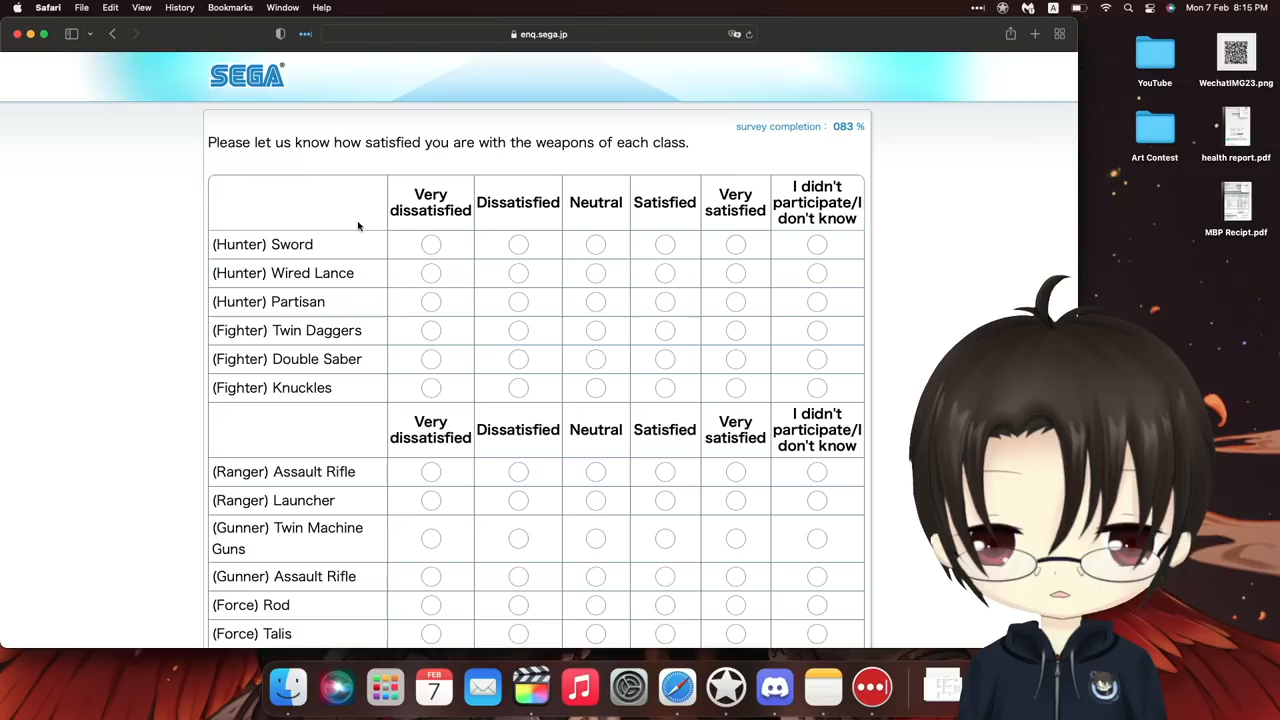 Safari File Edit View History Bookmarks Window Help
A
Mon 7 Feb 8:15 PM
enq.sega.jp
SEGA
survey completion : 083 %
Please let us know how satisfied you are with the weapons of each class.
Very dissatisfied Dissatisfied Neutral Satisfied Very satisfied I didn't participate/I don't know
(Hunter) Sword
(Hunter) Wired Lance
(Hunter) Partisan
(Fighter) Twin Daggers
(Fighter) Double Saber
(Fighter) Knuckles
Very dissatisfied Dissatisfied Neutral Satisfied Very satisfied I didn't participate/I don't know
(Ranger) Assault Rifle
(Ranger) Launcher
(Gunner) Twin Machine
Guns
(Gunner) Assault Rifle
(Force) Rod
(Force) Talis
YouTube
WechatIMG23.png
Art Contest
health report.pdf
MBP Recipt.pdf
FEB
7